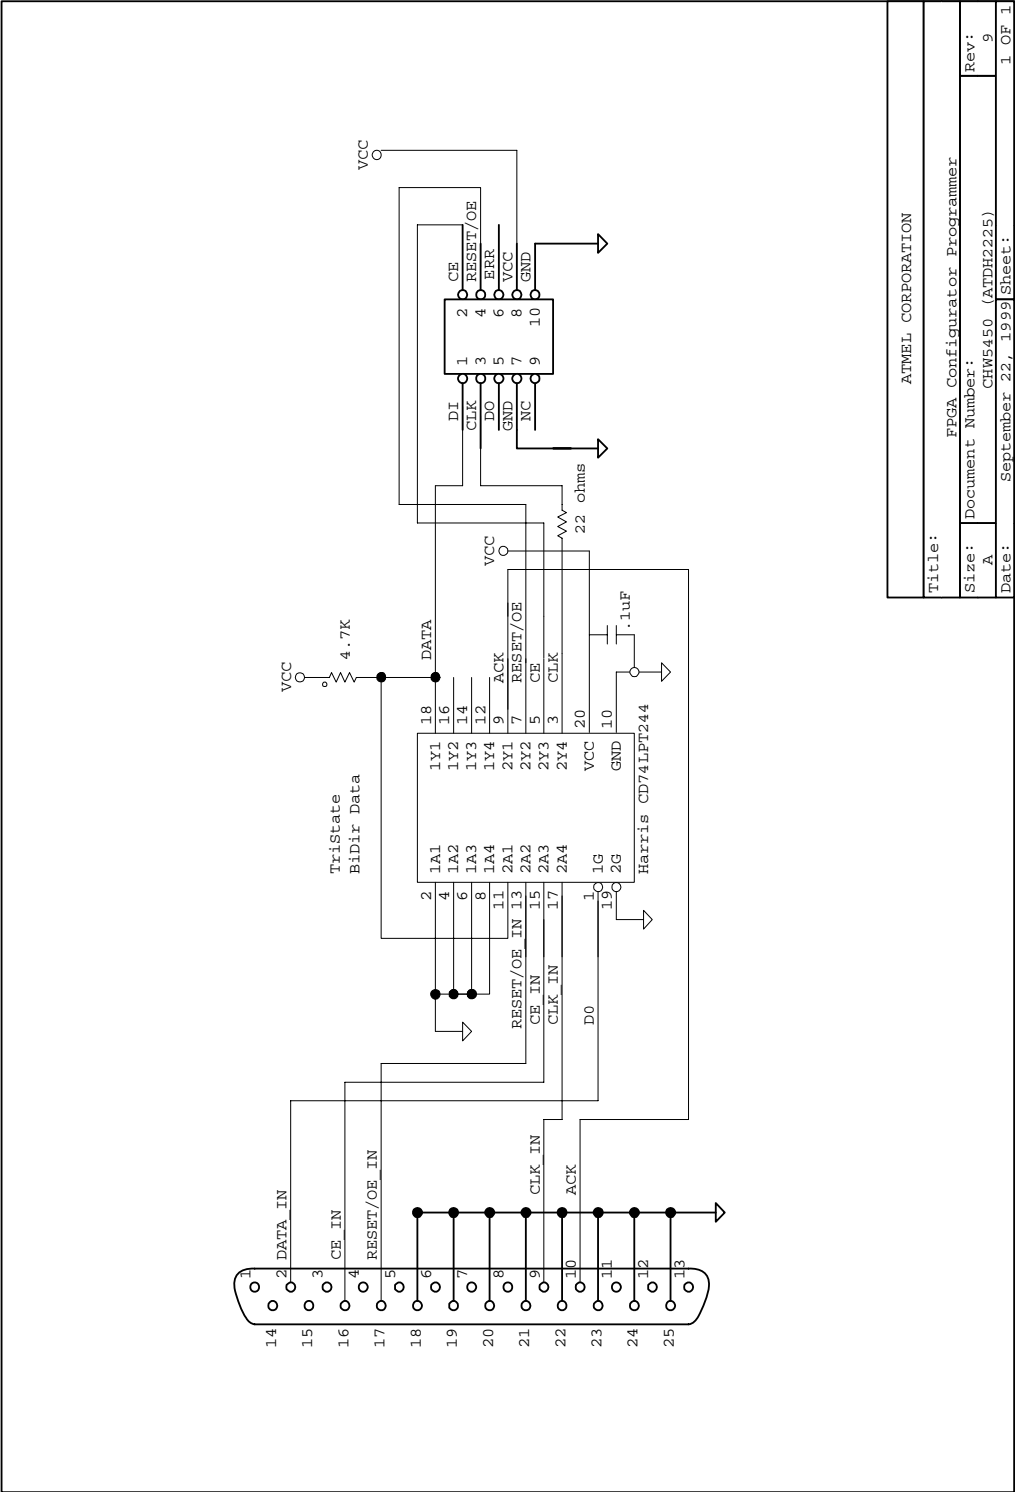 ATMEL CORPORATION
Title:
FPGA Configurator Programmer
Size:
A
Document Number:
CHW5450 (ATDH2225)
Rev:
9
Date:
September 22, 1999
Sheet:
1 OF 1
VCC
4.7K
TriState
BiDir Data
DATA
VCC
22 ohms
.1uF
VCC
1
2
3
4
5
6
7
8
9
10
11
12
13
14
15
16
17
18
19
20
21
22
23
24
25
DATA_IN
CE_IN
RESET/OE_IN
CLK_IN
ACK
RESET/OE_IN
CE_IN
CLK_IN
D0
2
4
6
8
11
13
15
17
1
19
1A1
1A2
1A3
1A4
2A1
2A2
2A3
2A4
1G
2G
1Y1
1Y2
1Y3
1Y4
2Y1
2Y2
2Y3
2Y4
VCC
GND
18
16
14
12
9
7
5
3
20
10
ACK
RESET/OE
CE
CLK
Harris CD74LPT244
DI
CLK
DO
GND
NC
1
3
5
7
9
2
4
6
8
10
CE
RESET/OE
ERR
VCC
GND